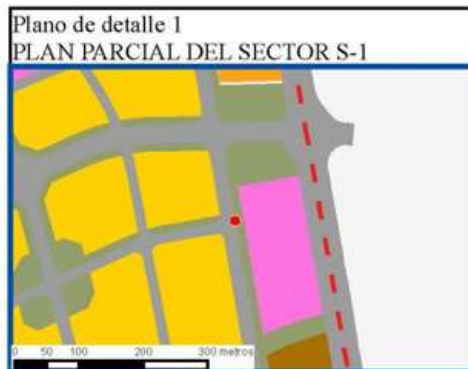 Plano de detalle 1
PLAN PARCIAL DEL SECTOR S-1
0 50 100 200 300 metros